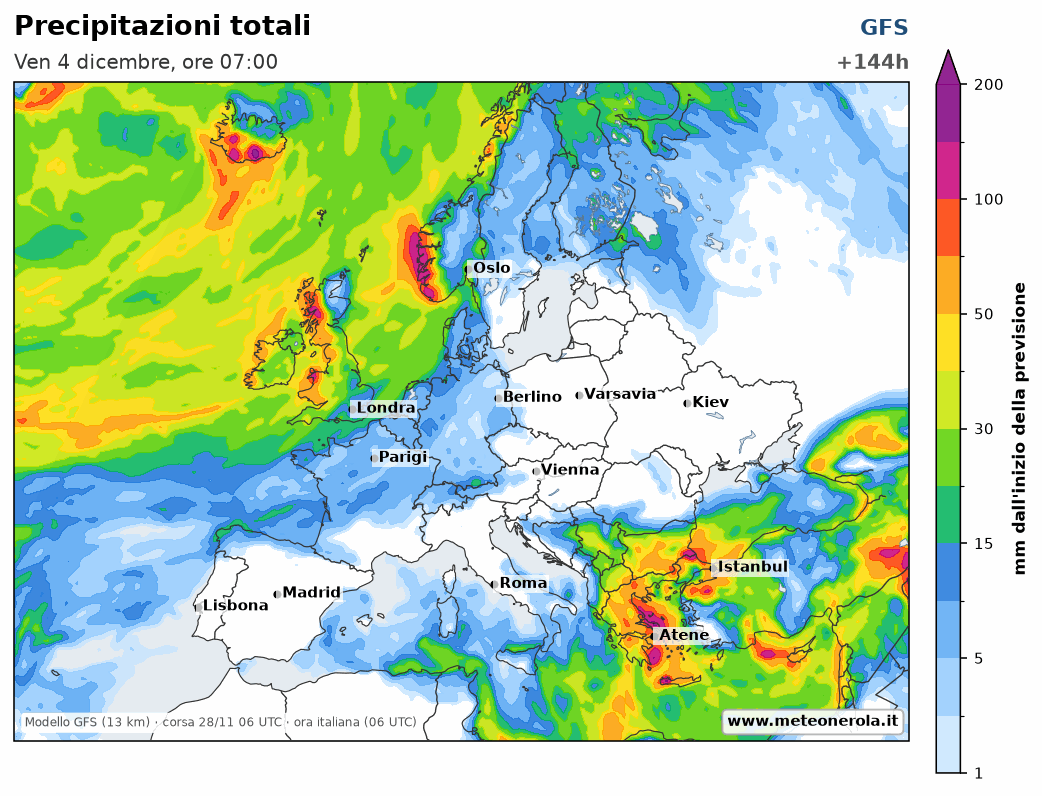 Precipitazioni totali
GFS
Ven 4 dicembre, ore 07:00
+144h
200
100
50
30
15
5
1
mm dall'inizio della previsione
Oslo
Berlino
Varsavia
Kiev
Londra
Parigi
Vienna
Istanbul
Roma
Madrid
Lisbona
Atene
Modello GFS (13 km) · corsa 28/11 06 UTC · ora italiana (06 UTC)
www.meteonerola.it